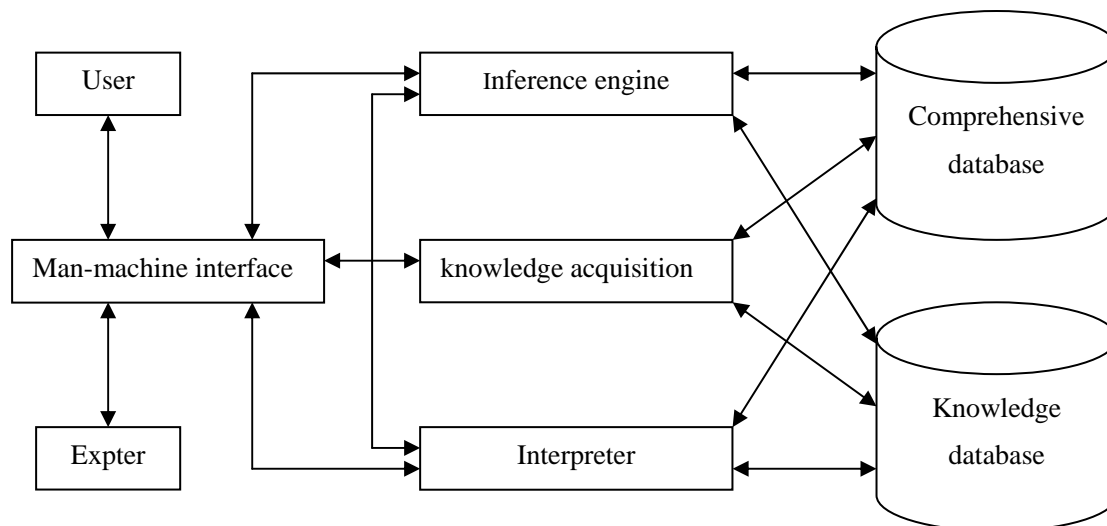 User
Inference engine
Comprehensive
database
Man-machine interface
knowledge acquisition
Expter
Interpreter
Knowledge
database